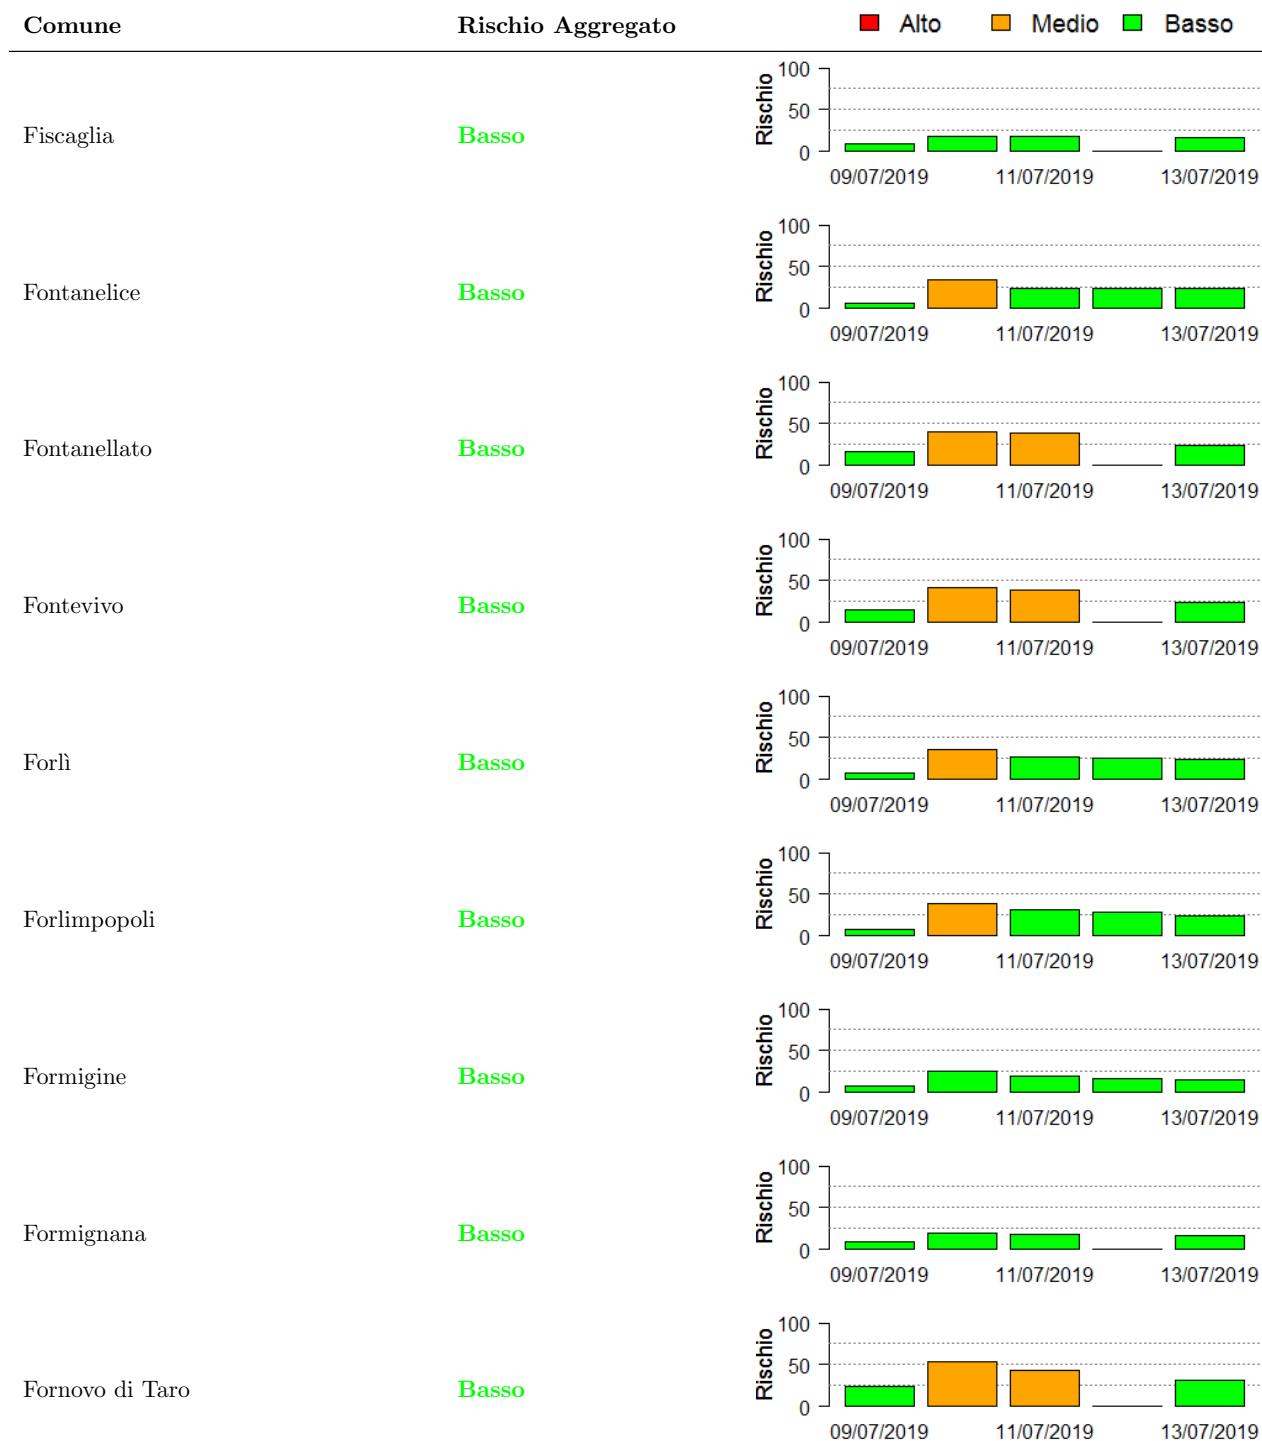 Comune Rischio Aggregato Alto Medio Basso
Fiscaglia Basso Rischio 100 50 0
09/07/2019 11/07/2019 13/07/2019
Fontanelice Basso Rischio 100 50 0
09/07/2019 11/07/2019 13/07/2019
Fontanellato Basso Rischio 100 50 0
09/07/2019 11/07/2019 13/07/2019
Fontevivo Basso Rischio 100 50 0
09/07/2019 11/07/2019 13/07/2019
Forlì Basso Rischio 100 50 0
09/07/2019 11/07/2019 13/07/2019
Forlimpopoli Basso Rischio 100 50 0
09/07/2019 11/07/2019 13/07/2019
Formigine Basso Rischio 100 50 0
09/07/2019 11/07/2019 13/07/2019
Formignana Basso Rischio 100 50 0
09/07/2019 11/07/2019 13/07/2019
Fornovo di Taro Basso Rischio 100 50 0
09/07/2019 11/07/2019 13/07/2019